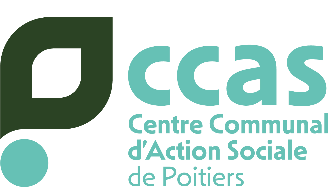 ccas
Centre Communal
d'Action Sociale
de Poitiers